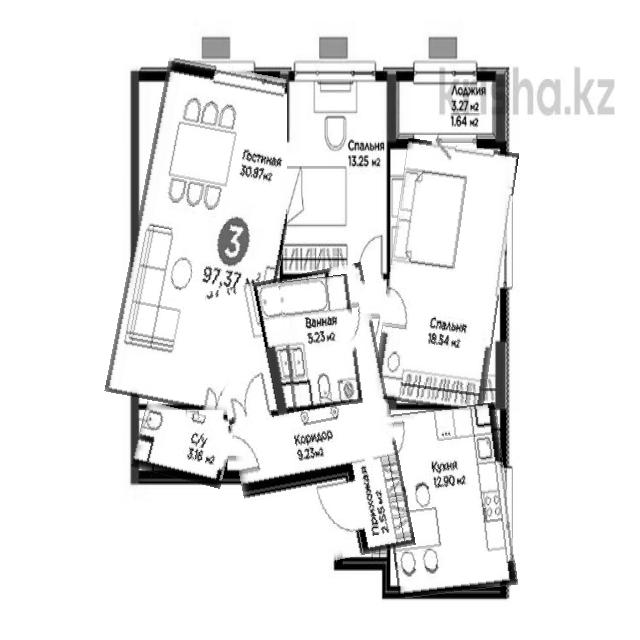 krisha.kz
Лоджия
3.27 м2
1.64 м2
Спальня
13.25 м2
Гостиная
30.87 м2
3
97.37 м2
Ванная
5.23 м2
Спальня
18.54 м2
С/у
3.16 м2
Коридор
9.23 м2
Кухня
12.90 м2
Прихожая
2.55 м2